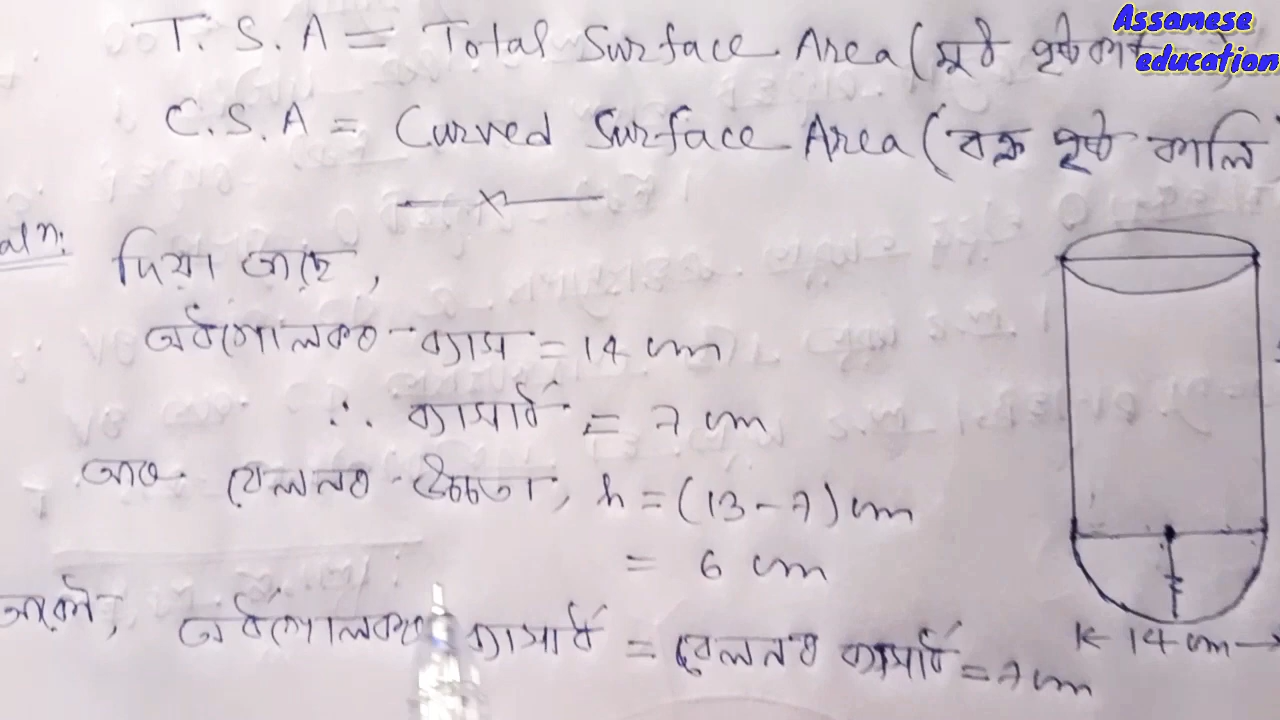 Assamese
education
T. S. A = Total Surface Area (মুঠ পৃষ্ঠকালি
C.S.A = Curved Surface Area (বক্ৰ পৃষ্ঠ কালি
দিয়া আছে,
অৰ্ধগোলকৰ ব্যাস = 14 cm
∴ ব্যাসাৰ্ধ = 7 cm
আৰু বেলনৰ উচ্চতা, h = (13 - 7) cm
= 6 cm
আকৌ, অৰ্ধগোলকৰ ব্যাসাৰ্ধ = বেলনৰ ব্যাসাৰ্ধ = 7 cm
14 cm